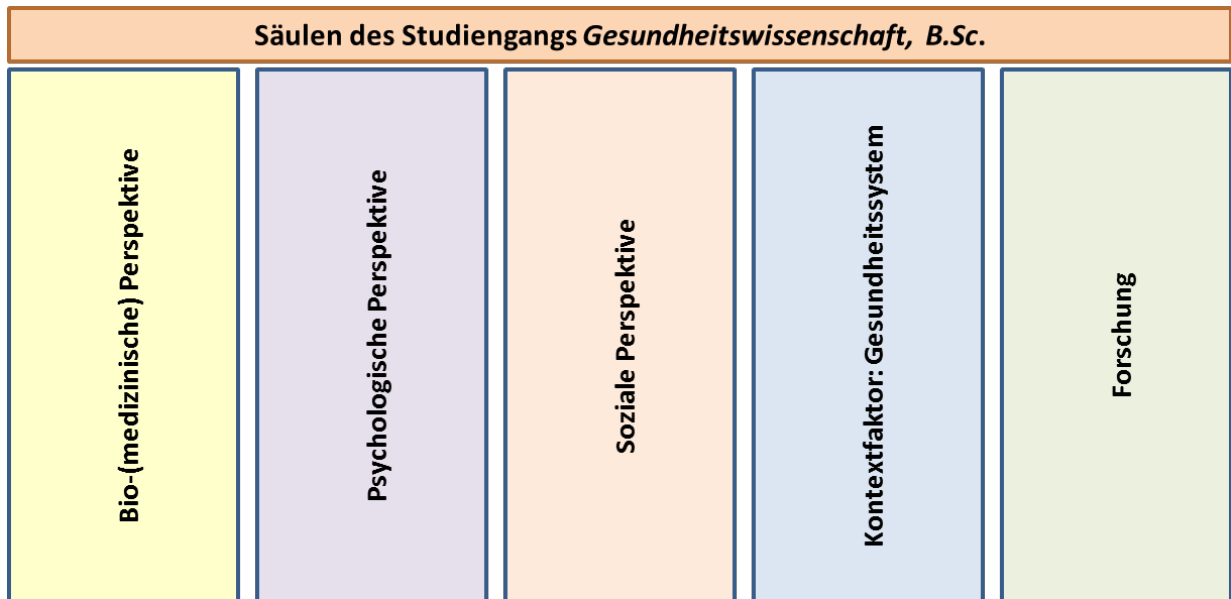 Säulen des Studiengangs Gesundheitswissenschaft, B.Sc.
Bio-(medizinische) Perspektive
Psychologische Perspektive
Soziale Perspektive
Kontextfaktor: Gesundheitssystem
Forschung